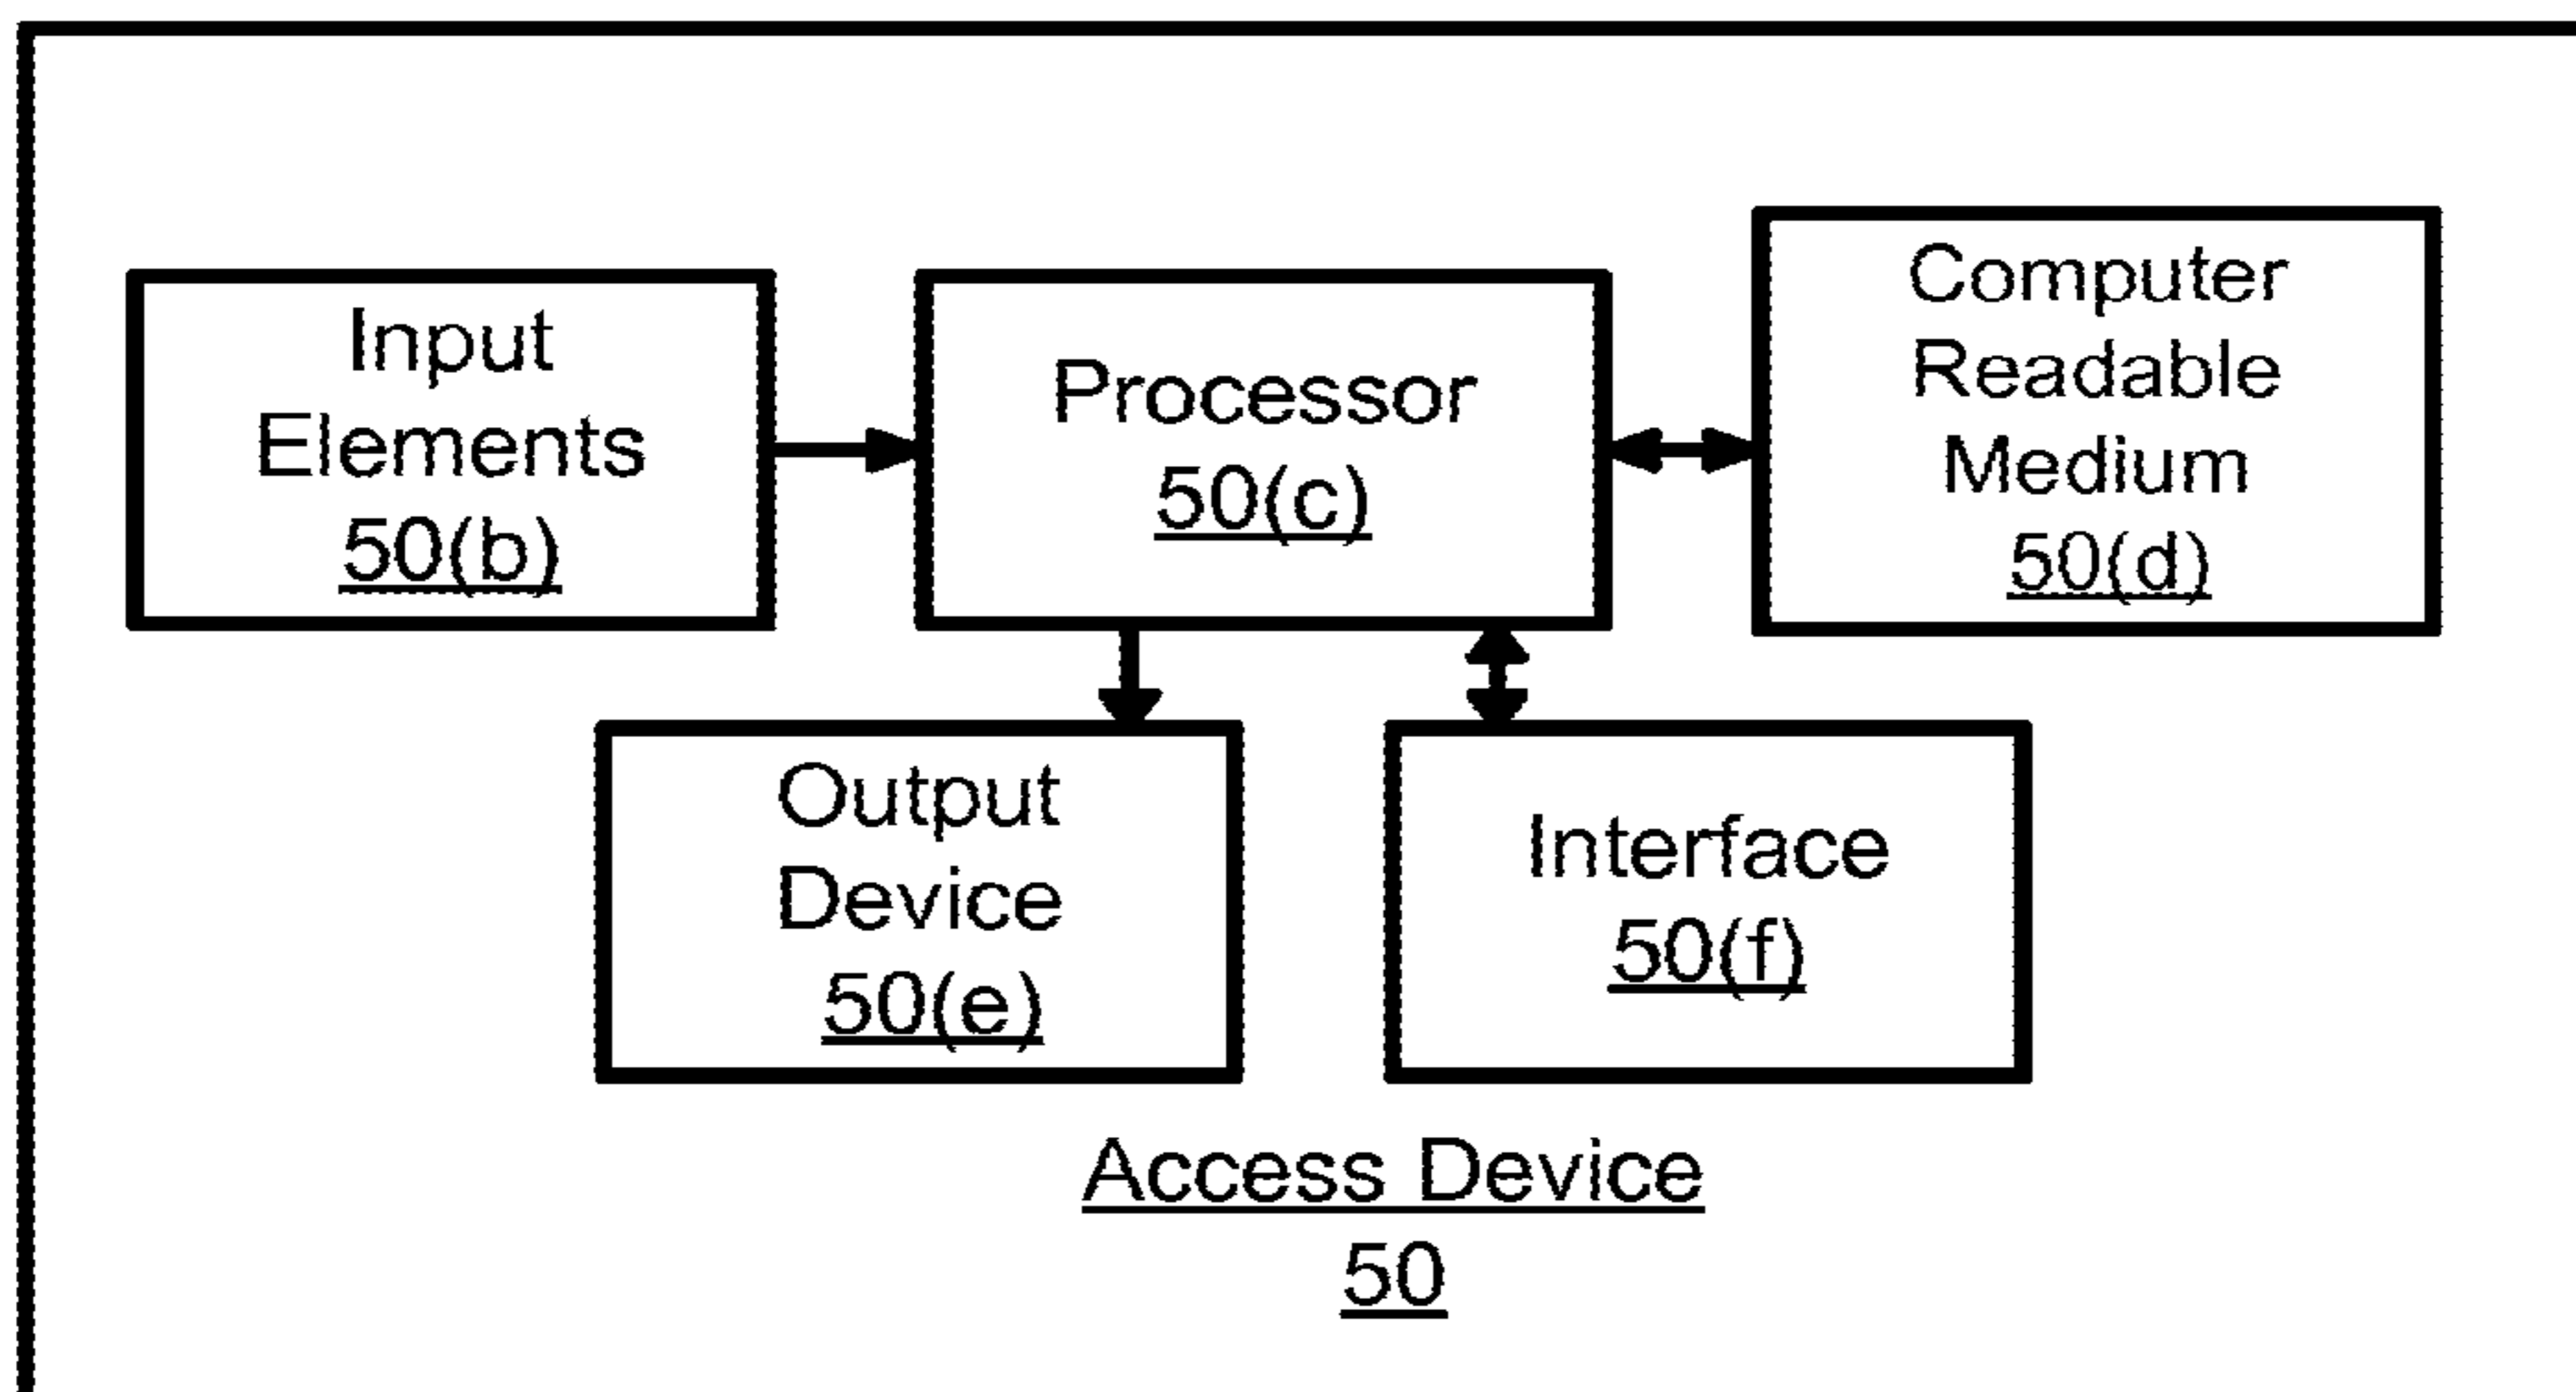 Input
Elements
50(b)
Processor
50(c)
Computer
Readable
Medium
50(d)
Output
Device
50(e)
Interface
50(f)
Access Device
50